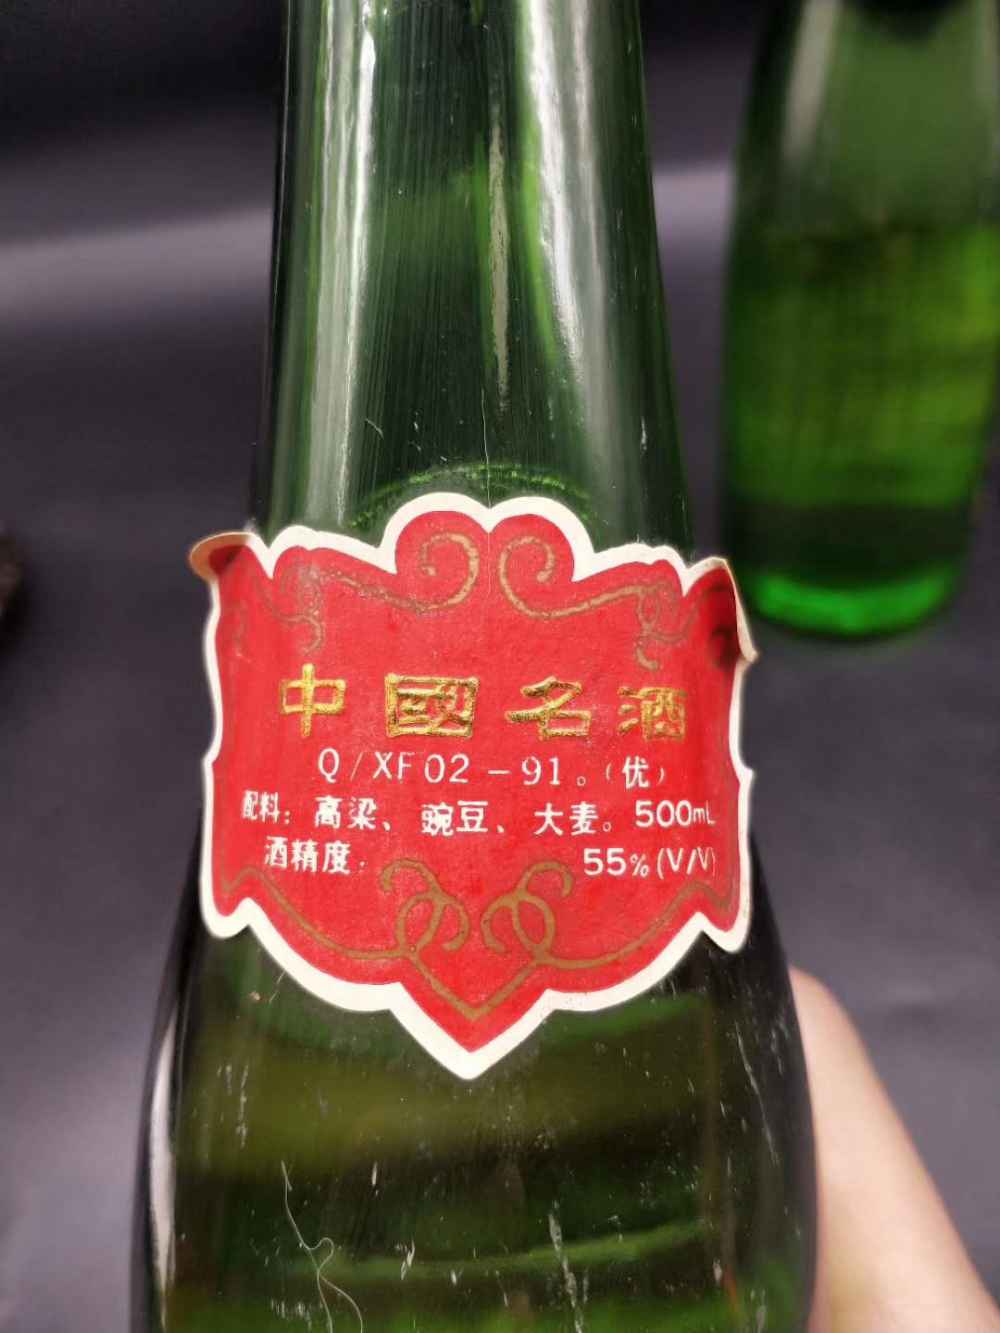 中國名酒
Q/XF02-91。(优)
配料：高梁、豌豆、大麦。500mL
酒精度： 55%(V/V)